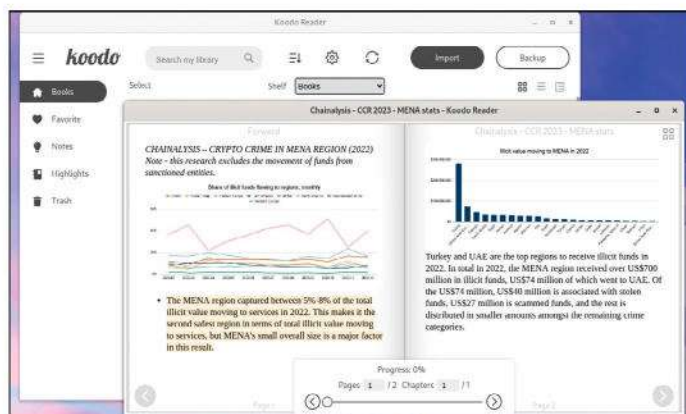 Koodo Reader
koodo
Search my library
Import
Backup
Books
Favorite
Notes
Highlights
Trash
Select
Shelf
Books
Chainalysis - CCR 2023 - MENA stats - Koodo Reader
Forward
CHAINALYSIS – CRYPTO CRIME IN MENA REGION (2022)
Note - this research excludes the movement of funds from
sanctioned entities.
Share of illicit funds flowing to regions, monthly
• The MENA region captured between 5%-8% of the total
illicit value moving to services in 2022. This makes it the
second safest region in terms of total illicit value moving
to services, but MENA's small overall size is a major factor
in this result.
Page 1
Chainalysis - CCR 2023 - MENA stats
Illicit value moving to MENA in 2022
Turkey and UAE are the top regions to receive illicit funds in
2022. In total in 2022, the MENA region received over US$700
million in illicit funds, US$74 million of which went to UAE. Of
the US$74 million, US$40 million is associated with stolen
funds, US$27 million is scammed funds, and the rest is
distributed in smaller amounts amongst the remaining crime
categories.
Page 2
Progress: 0%
Pages 1 / 2 Chapters 1 / 1